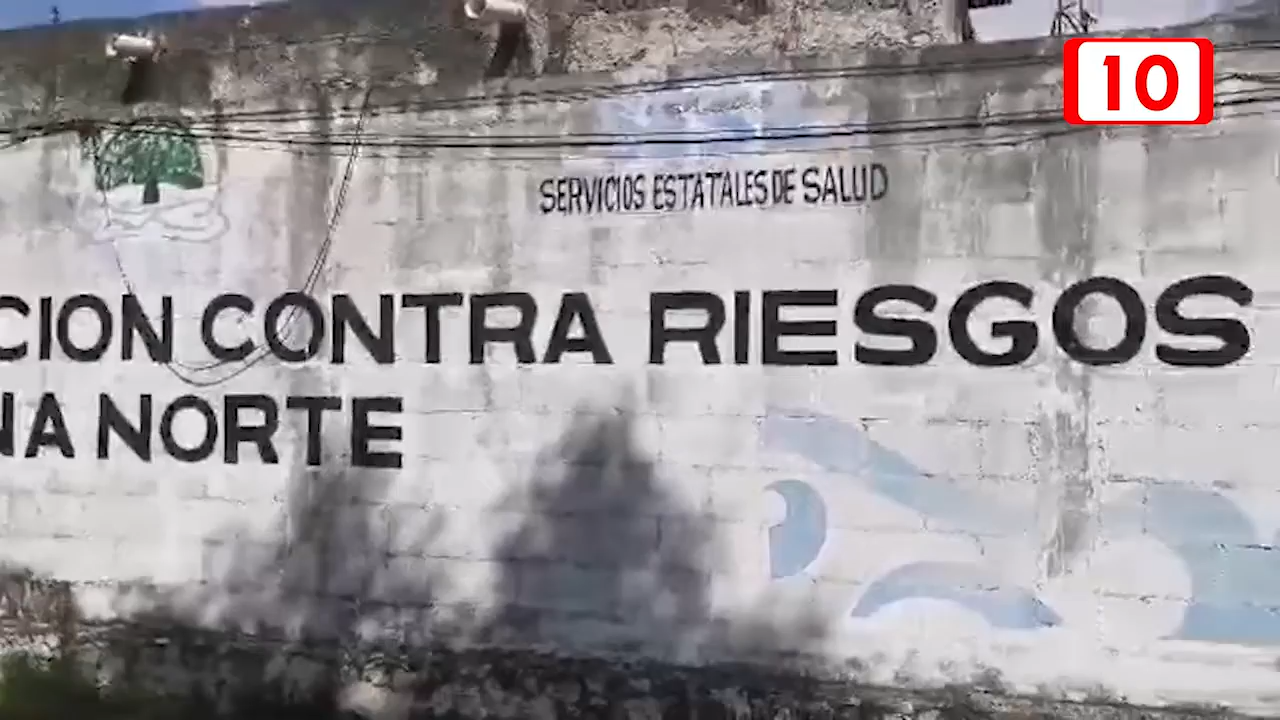 10
SERVICIOS ESTATALES DE SALUD
CION CONTRA RIESGOS
NA NORTE